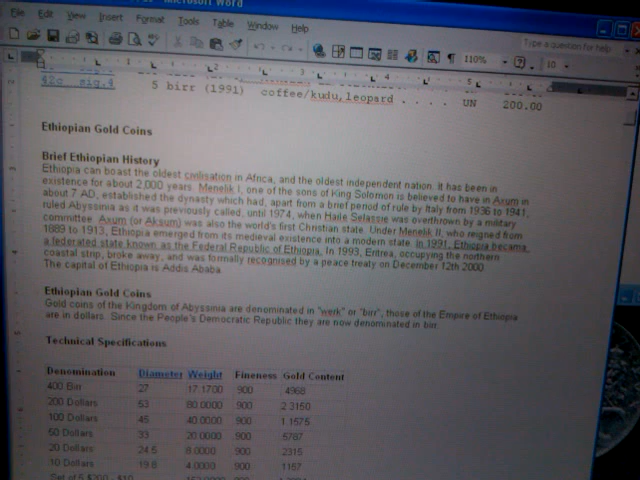 Microsoft Word
File Edit View Insert Format Tools Table Window Help
Type a question for help
110%
10
42c sig.4 5 birr (1991) coffee/kudu,leopard . . . . UN 200.00
Ethiopian Gold Coins
Brief Ethiopian History
Ethiopia can boast the oldest civilisation in Africa, and the oldest independent nation. It has been in
existence for about 2,000 years. Menelik I, one of the sons of King Solomon is believed to have in Axum in
about 7 AD, established the dynasty which had, apart from a brief period of rule by Italy from 1936 to 1941,
ruled Abyssinia as it was previously called, until 1974, when Haile Selassie was overthrown by a military
committee. Axum (or Aksum) was also the world's first Christian state. Under Menelik II, who reigned from
1889 to 1913, Ethiopia emerged from its medieval existence into a modern state. In 1991, Ethiopia became
a federated state known as the Federal Republic of Ethiopia. In 1993, Eritrea, occupying the northern
coastal strip, broke away, and was formally recognised by a peace treaty on December 12th 2000.
The capital of Ethiopia is Addis Ababa
Ethiopian Gold Coins
Gold coins of the Kingdom of Abyssinia are denominated in "werk" or "birr", those of the Empire of Ethiopia
are in dollars. Since the People's Democratic Republic they are now denominated in birr.
Technical Specifications
Denomination Diameter Weight Fineness Gold Content
400 Birr 27 17.1700 900 .4968
200 Dollars 53 80.0000 900 2.3150
100 Dollars 45 40.0000 900 1.1575
50 Dollars 33 20.0000 900 .5787
20 Dollars 24.5 8.0000 900 .2315
10 Dollars 19.8 4.0000 900 .1157
Set of 5 $200 - $10